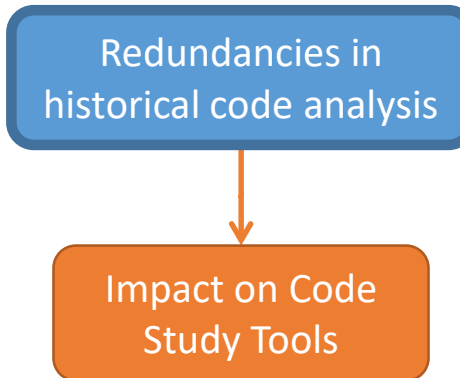 Redundancies in
historical code analysis
Impact on Code
Study Tools